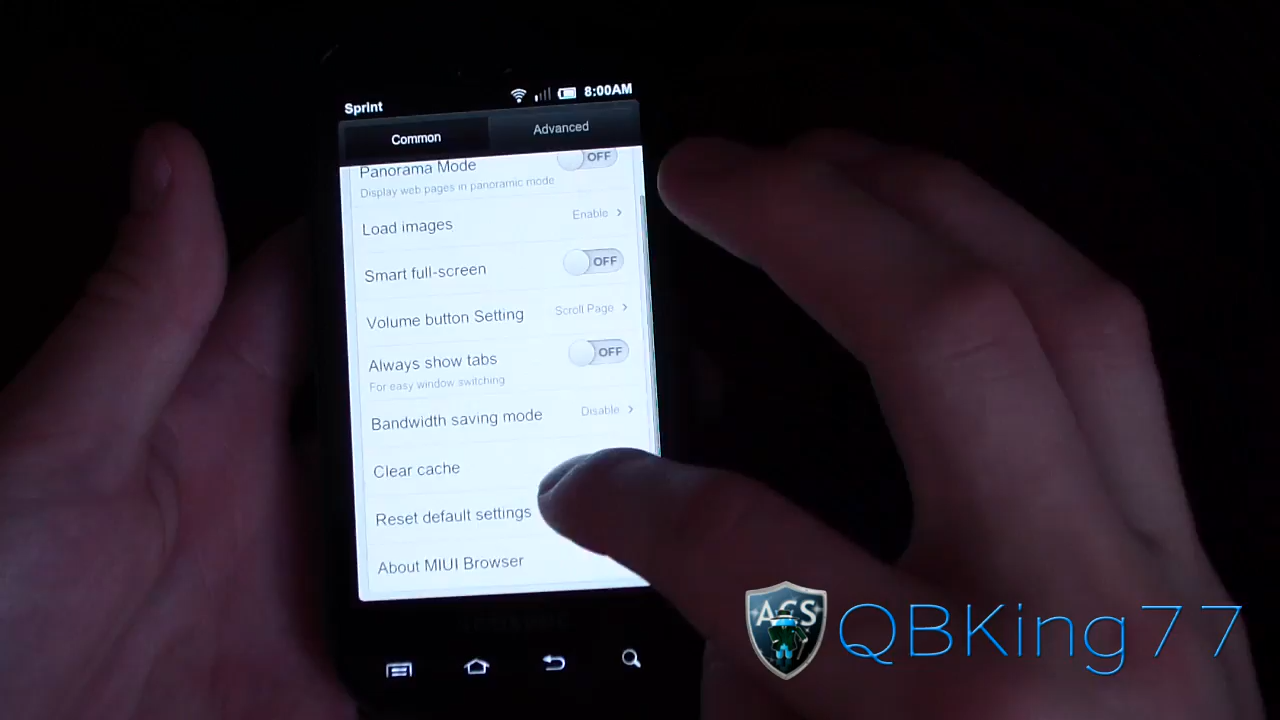 Sprint
8:00AM
Common
Advanced
Panorama Mode
OFF
Display web pages in panoramic mode
Load images
Enable
Smart full-screen
OFF
Volume button Setting
Scroll Page
Always show tabs
OFF
For easy window switching
Bandwidth saving mode
Disable
Clear cache
Reset default settings
About MIUI Browser
ACS
QBKing77